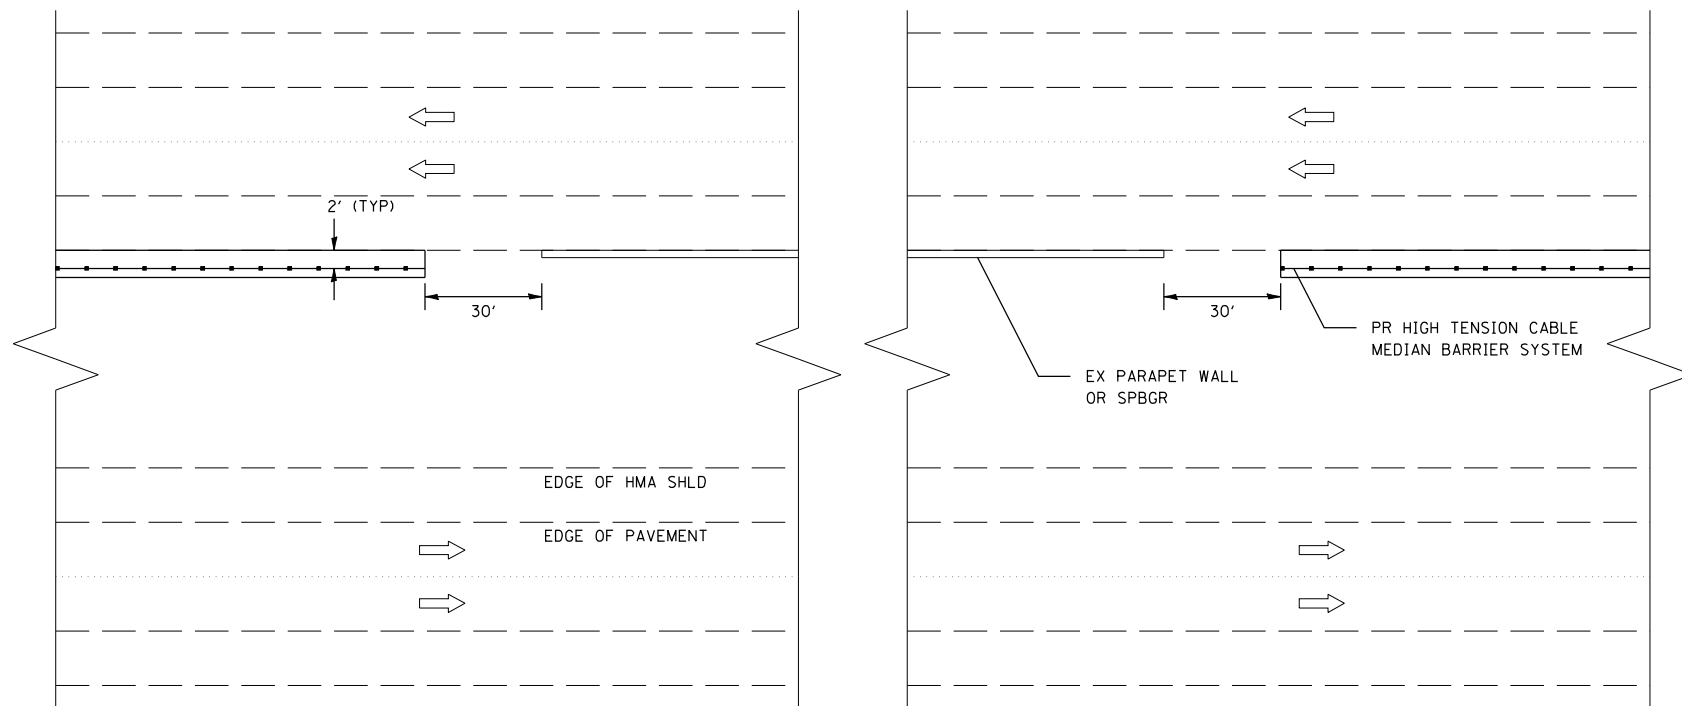 2' (TYP)
30'
30'
PR HIGH TENSION CABLE
MEDIAN BARRIER SYSTEM
EX PARAPET WALL
OR SPBGR
EDGE OF HMA SHLD
EDGE OF PAVEMENT